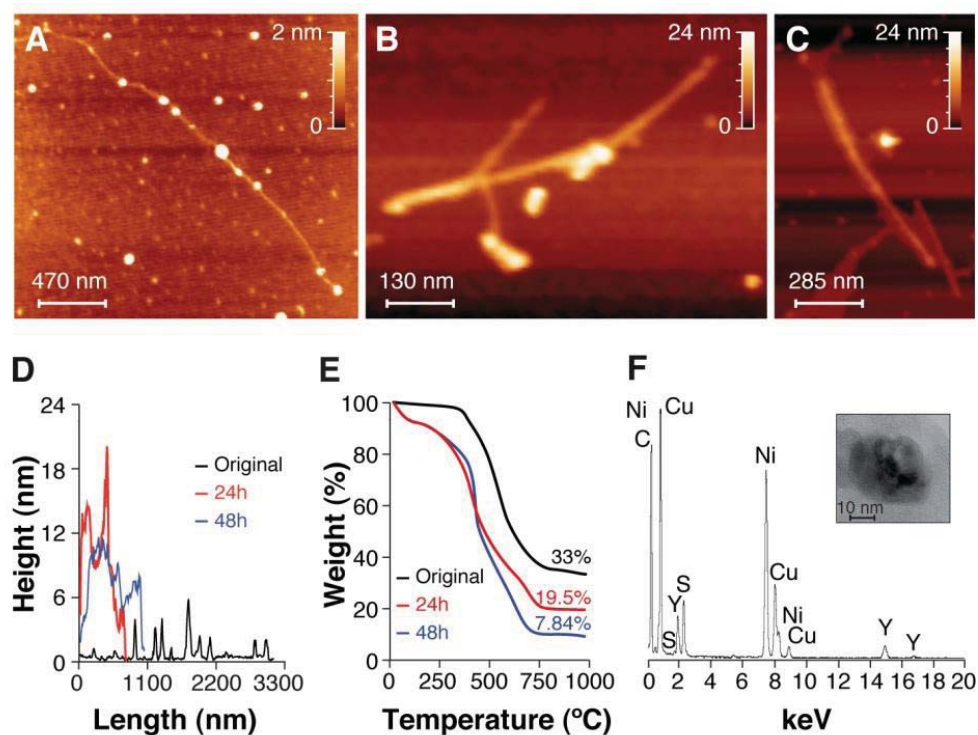 A
2 nm
0
470 nm
B
24 nm
0
130 nm
C
24 nm
0
285 nm
D
24
18
12
6
0
Height (nm)
Original
24h
48h
0 1100 2200 3300
Length (nm)
E
100
80
60
40
20
0
Weight (%)
33%
Original
19.5%
24h
7.84%
48h
0 250 500 750 1000
Temperature (ºC)
F
Ni
Cu
C
Ni
Y
S
S
Cu
Ni
Cu
Y
Y
10 nm
0 2 4 6 8 10 12 14 16 18 20
keV